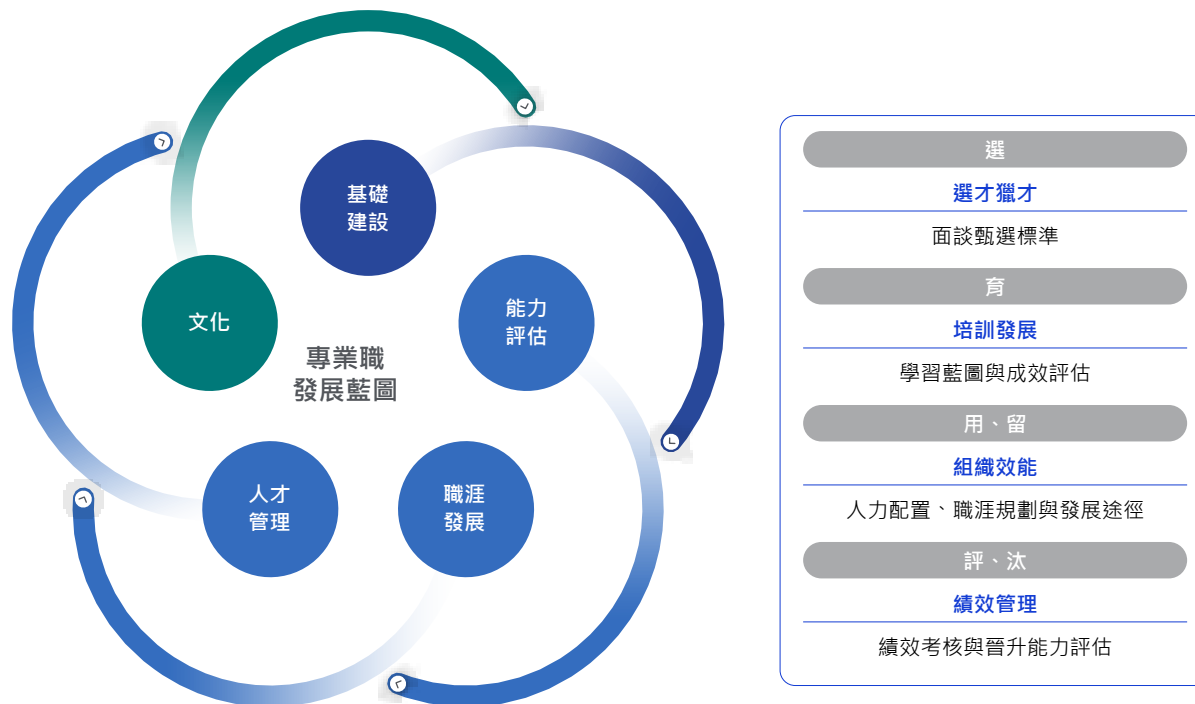 基礎
建設
能力
評估
職涯
發展
人才
管理
文化
專業職
發展藍圖
選
選才獵才
面談甄選標準
育
培訓發展
學習藍圖與成效評估
用、留
組織效能
人力配置、職涯規劃與發展途徑
評、汰
績效管理
績效考核與晉升能力評估